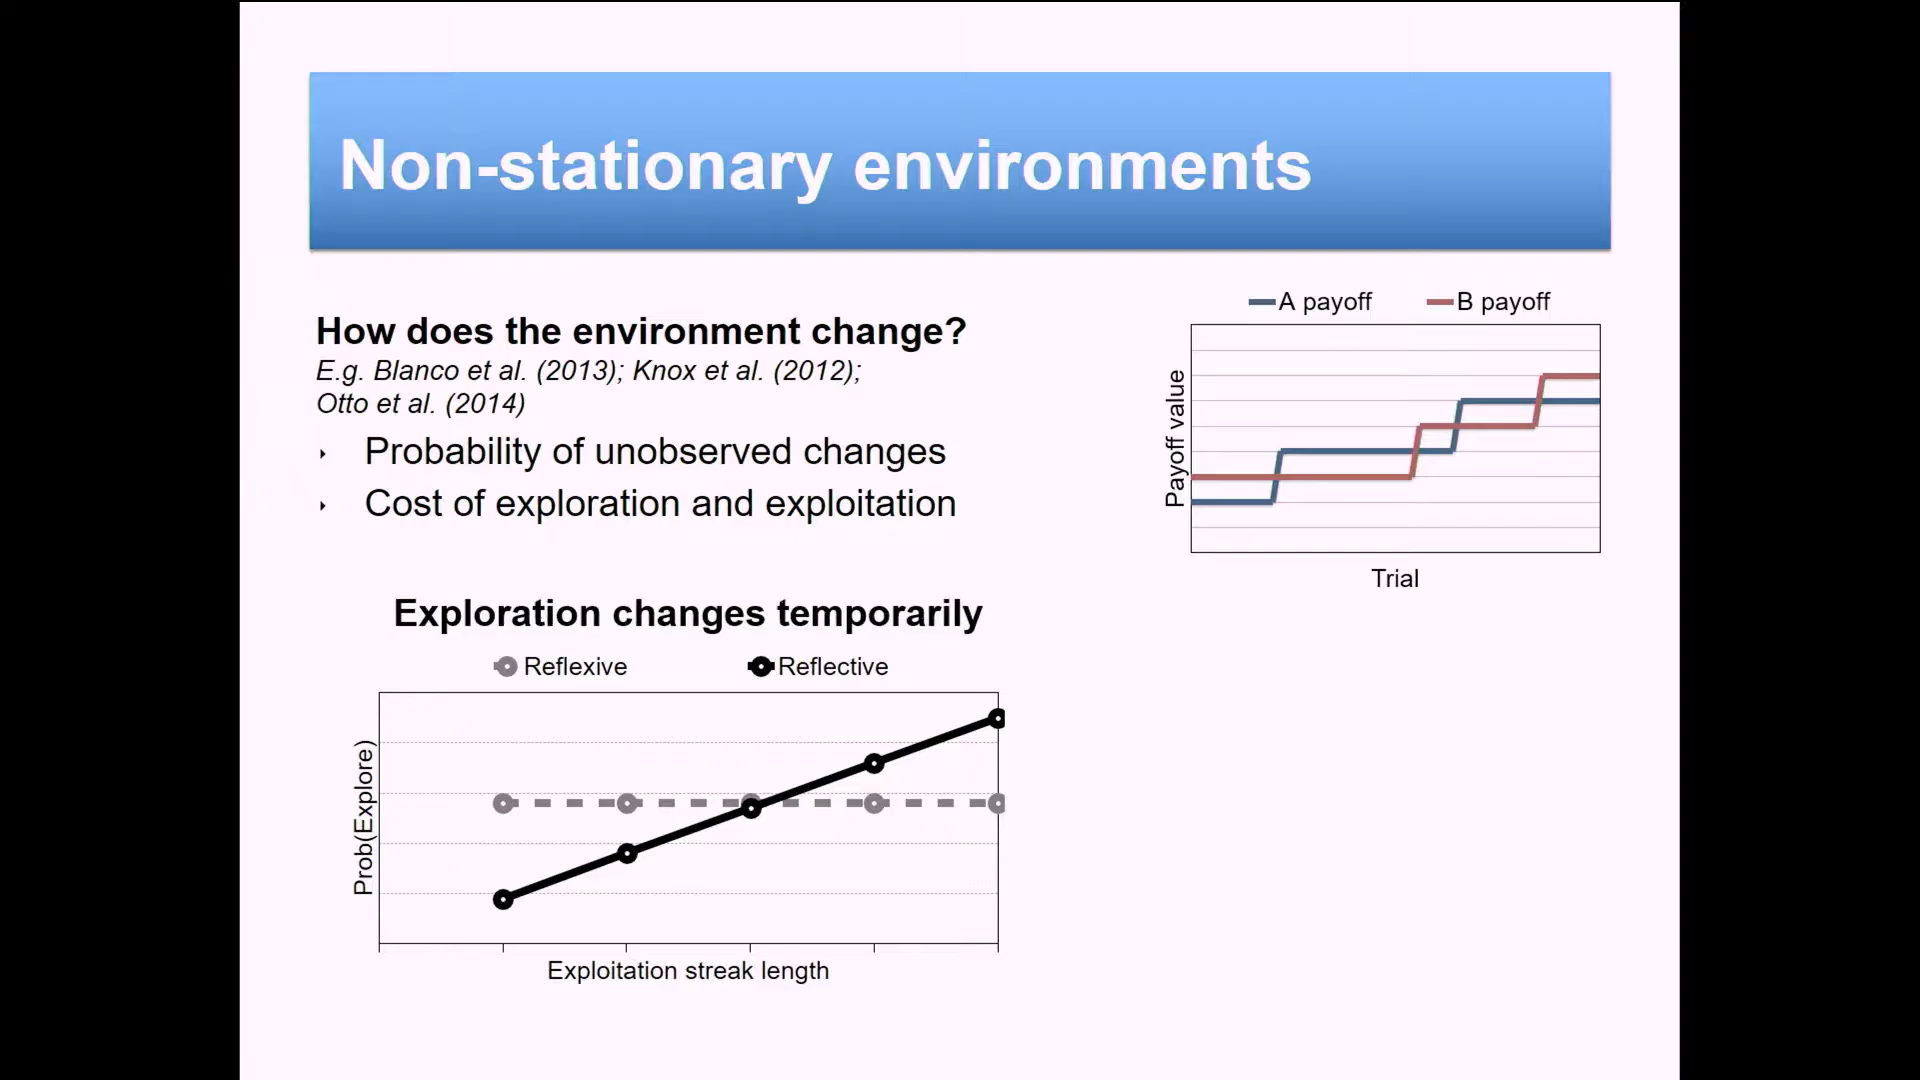 Non-stationary environments
How does the environment change?
E.g. Blanco et al. (2013); Knox et al. (2012);
Otto et al. (2014)
Probability of unobserved changes
Cost of exploration and exploitation
A payoff B payoff
Payoff value
Trial
Exploration changes temporarily
Reflexive Reflective
Prob(Explore)
Exploitation streak length